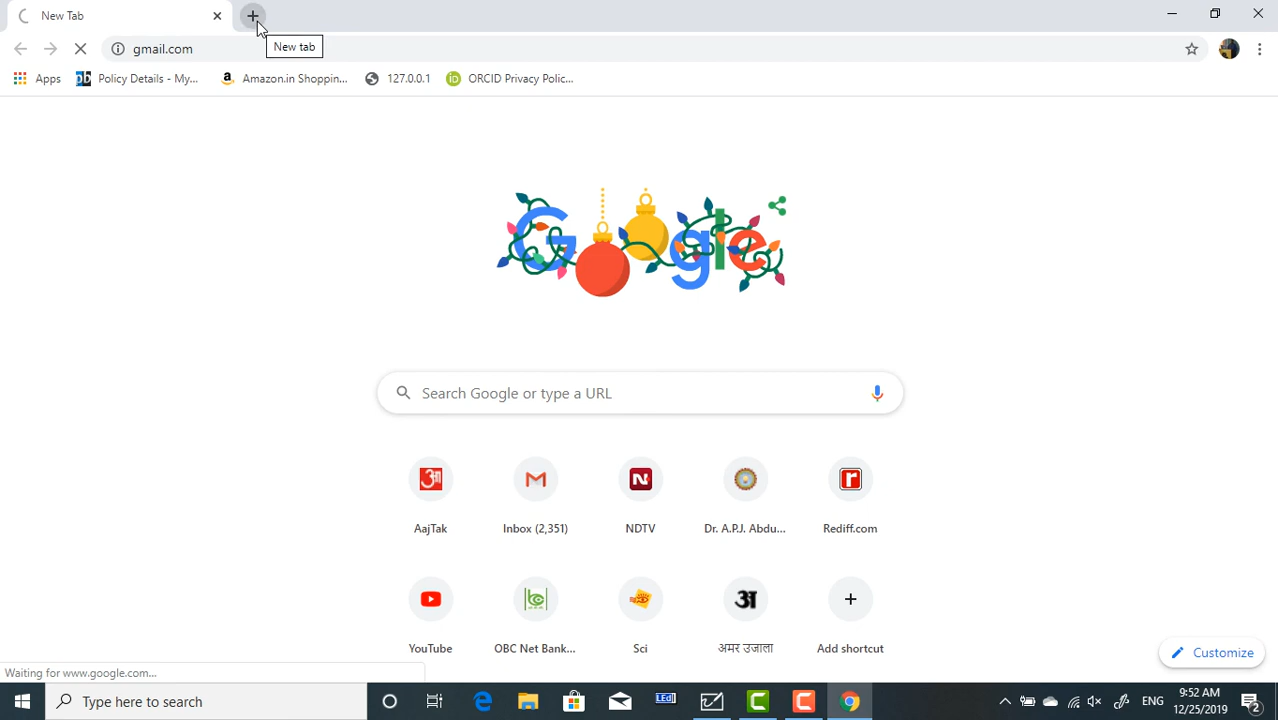 New Tab
gmail.com
New tab
Apps
Policy Details - My...
Amazon.in Shoppin...
127.0.0.1
ORCID Privacy Polic...
Google
Search Google or type a URL
AajTak
Inbox (2,351)
NDTV
Dr. A.P.J. Abdu...
Rediff.com
YouTube
OBC Net Bank...
Sci
अमर उजाला
Add shortcut
Customize
Waiting for www.google.com...
Type here to search
LEd!
ENG
9:52 AM
12/25/2019
2